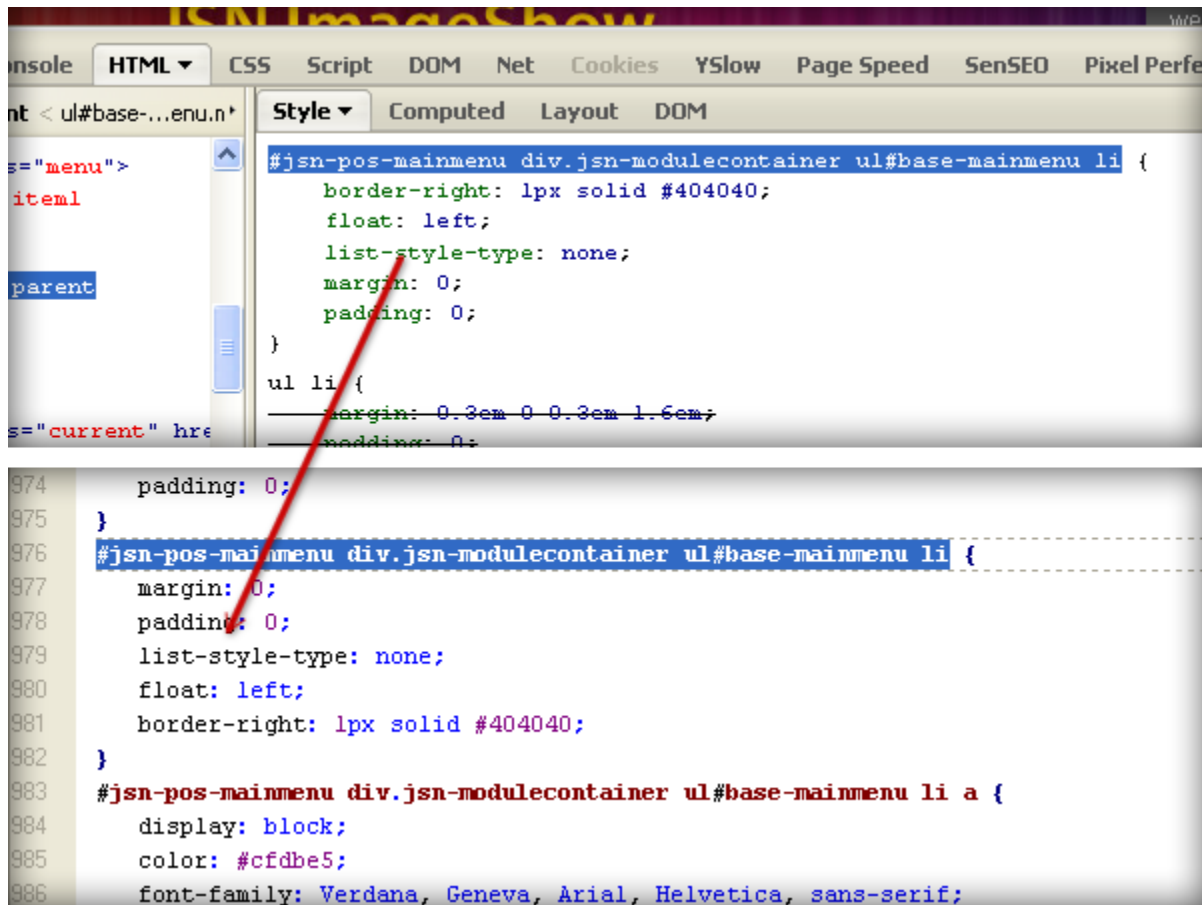 JSN ImageShow
we
onsole HTML ▾ CSS Script DOM Net Cookies YSlow Page Speed SenSEO Pixel Perfe
nt < ul#base-...enu.n
Style ▾ Computed Layout DOM
s="menu">
item1
parent
s="current" hre
#jsn-pos-mainmenu div.jsn-modulecontainer ul#base-mainmenu li {
border-right: 1px solid #404040;
float: left;
list-style-type: none;
margin: 0;
padding: 0;
}
ul li {
margin: 0.3em 0 0.3em 1.6em;
padding: 0;
974 padding: 0;
975 }
976 #jsn-pos-mainmenu div.jsn-modulecontainer ul#base-mainmenu li {
977 margin: 0;
978 padding: 0;
979 list-style-type: none;
980 float: left;
981 border-right: 1px solid #404040;
982 }
983 #jsn-pos-mainmenu div.jsn-modulecontainer ul#base-mainmenu li a {
984 display: block;
985 color: #cfdbe5;
986 font-family: Verdana, Geneva, Arial, Helvetica, sans-serif;